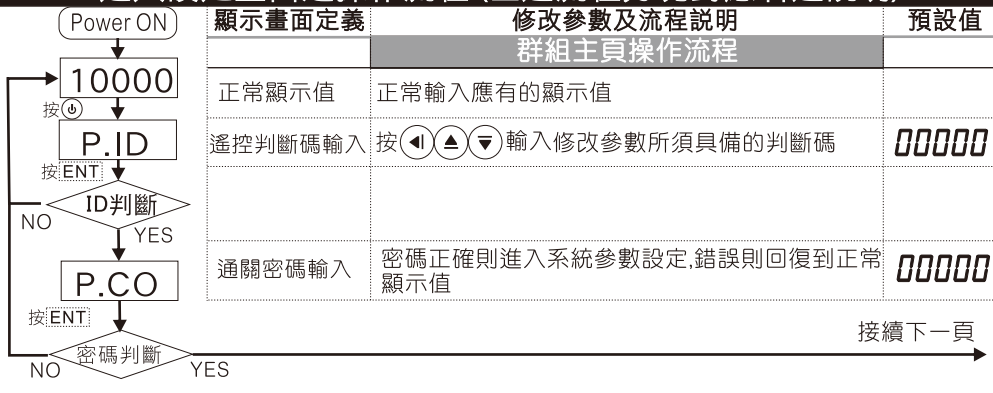 Power ON
顯示畫面定義 修改參數及流程說明 預設值
群組主頁操作流程
10000
正常顯示值 正常輸入應有的顯示值
按
P.ID
遙控判斷碼輸入 按 輸入修改參數所須具備的判斷碼 00000
按ENT
ID判斷
NO
YES
P.CO
通關密碼輸入 密碼正確則進入系統參數設定,錯誤則回復到正常
顯示值
00000
按ENT
接續下一頁
密碼判斷
NO
YES